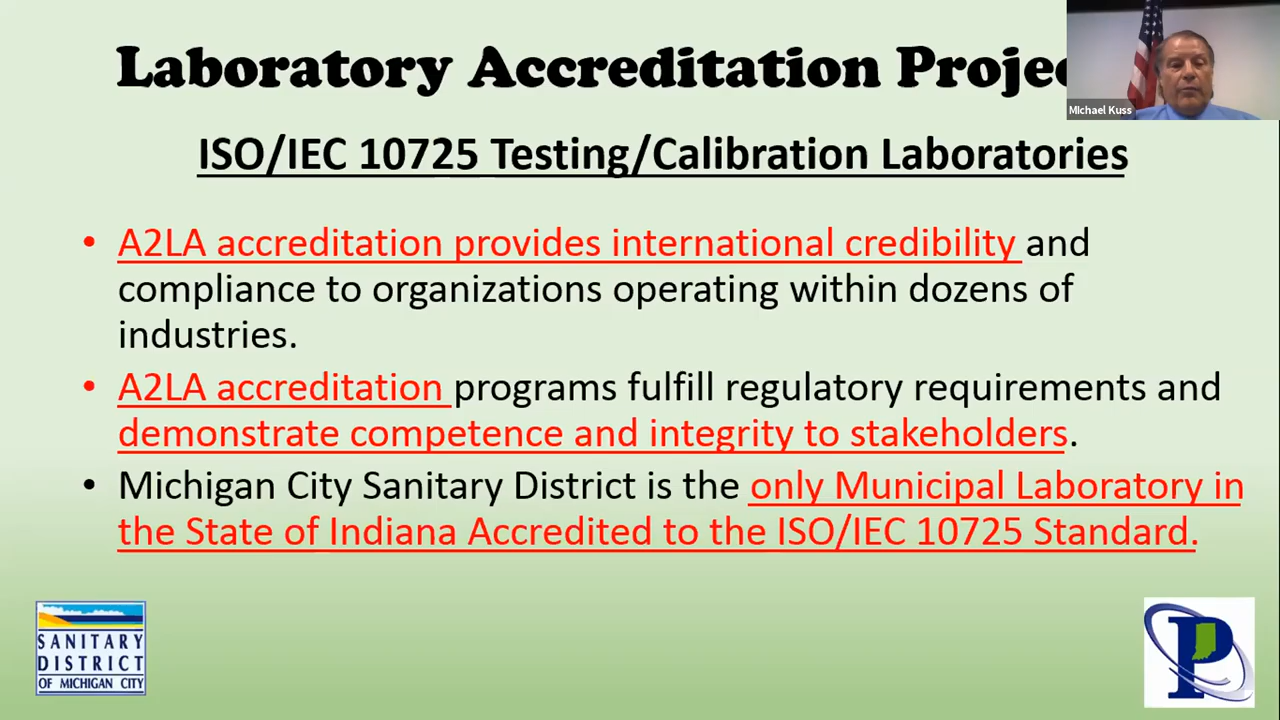 Laboratory Accreditation Proje
Michael Kuss
ISO/IEC 10725 Testing/Calibration Laboratories
• A2LA accreditation provides international credibility and
compliance to organizations operating within dozens of
industries.
• A2LA accreditation programs fulfill regulatory requirements and
demonstrate competence and integrity to stakeholders.
• Michigan City Sanitary District is the only Municipal Laboratory in
the State of Indiana Accredited to the ISO/IEC 10725 Standard.
SANITARY
DISTRICT
OF MICHIGAN CITY
P